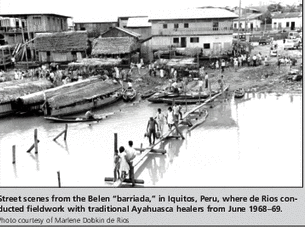 Street scenes from the Belen “barriada,” in Iquitos, Peru, where de Rios con-
ducted fieldwork with traditional Ayahuasca healers from June 1968–69.
Photo courtesy of Marlene Dobkin de Rios